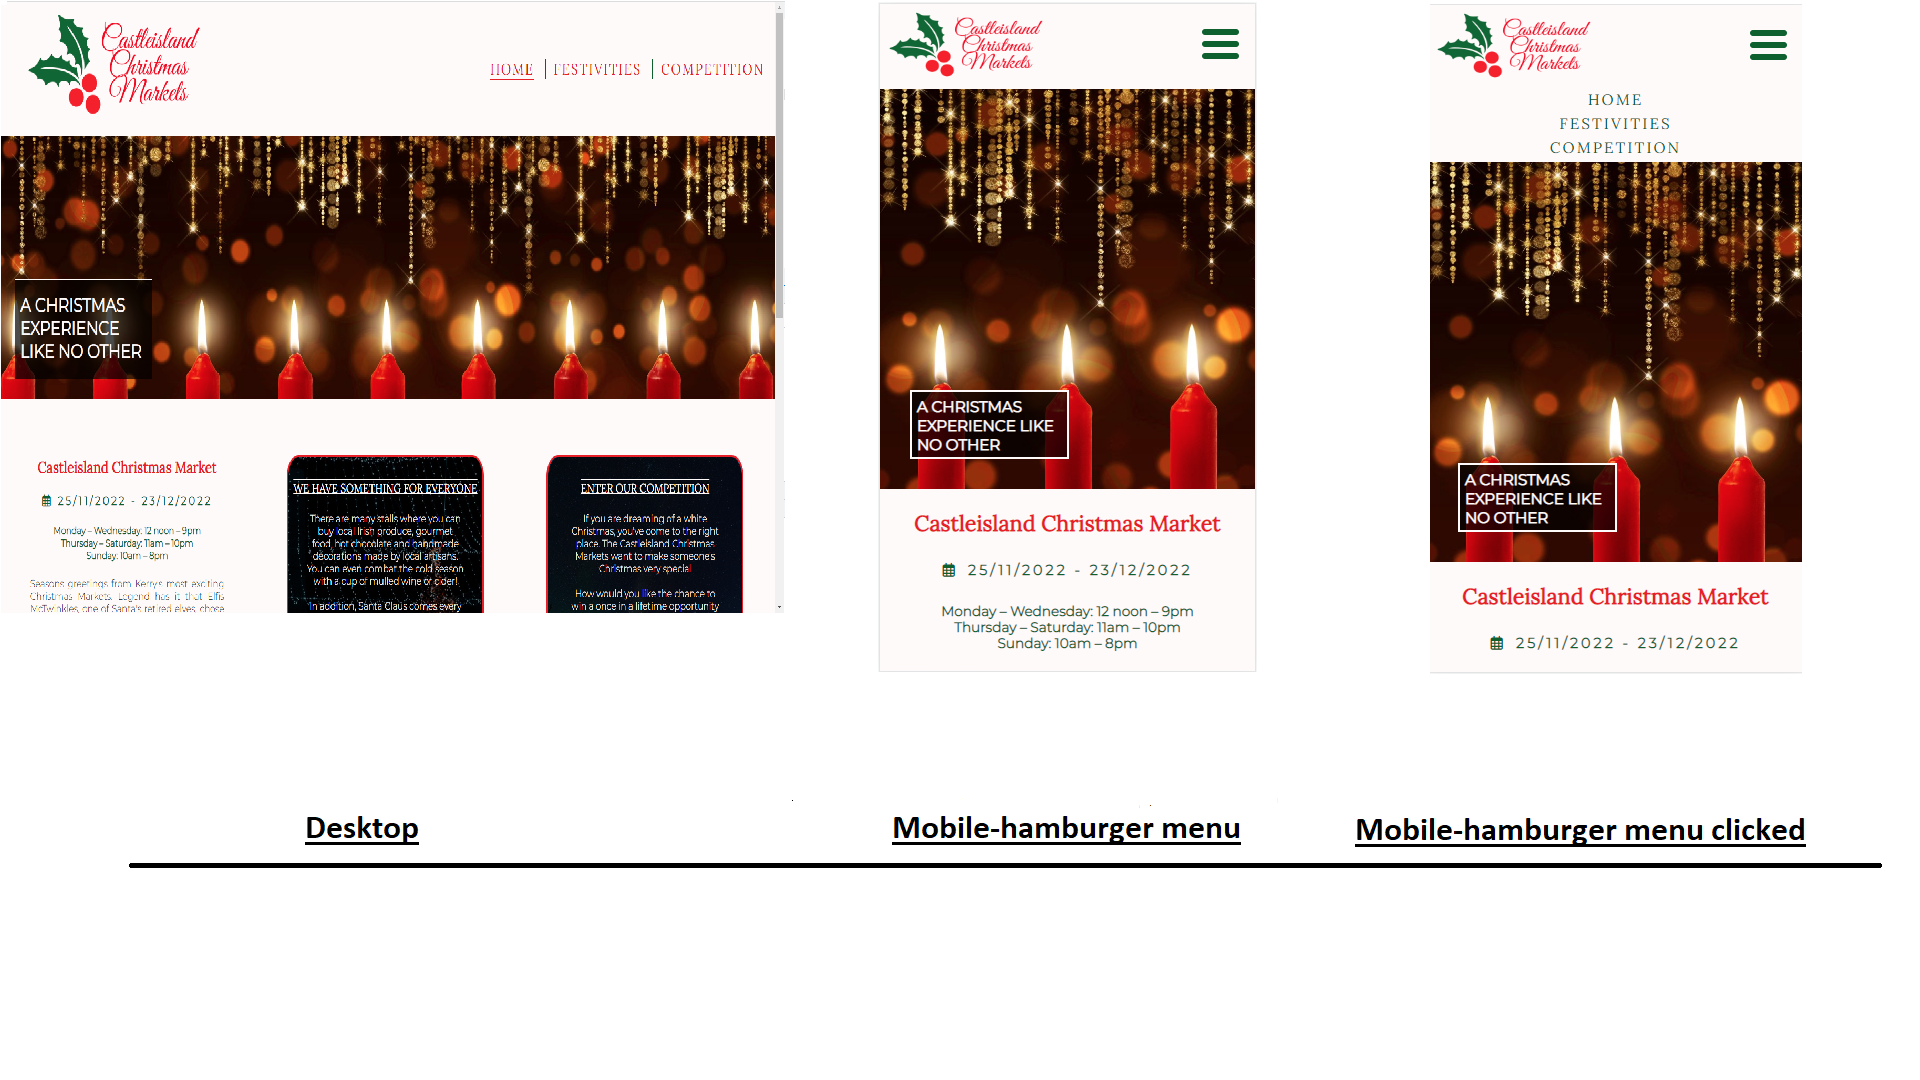 Castleisland
Christmas
Markets
HOME
FESTIVITIES
COMPETITION
A CHRISTMAS
EXPERIENCE
LIKE NO OTHER
Castleisland Christmas Market
25/11/2022 - 23/12/2022
Monday – Wednesday: 12 noon – 9pm
Thursday – Saturday: 11am – 10pm
Sunday: 10am – 8pm
Seasons greetings from Kerry's most exciting
Christmas Markets. Legend has it that Elfis
McTwinkles, one of Santa's retired elves, chose
WE HAVE SOMETHING FOR EVERYONE
There are many stalls where you can
buy local Irish produce, gourmet
food, hot chocolate and handmade
decorations made by local artisans.
You can even combat the cold season
with a cup of mulled wine or cider!
In addition, Santa Claus comes every
ENTER OUR COMPETITION
If you are dreaming of a white
Christmas, you've come to the right
place. The Castleisland Christmas
Markets want to make someone's
Christmas very special.
How would you like the chance to
win a once in a lifetime opportunity
Desktop
Castleisland
Christmas
Markets
A CHRISTMAS
EXPERIENCE LIKE
NO OTHER
Castleisland Christmas Market
25/11/2022 - 23/12/2022
Monday – Wednesday: 12 noon – 9pm
Thursday – Saturday: 11am – 10pm
Sunday: 10am – 8pm
Mobile-hamburger menu
Castleisland
Christmas
Markets
HOME
FESTIVITIES
COMPETITION
A CHRISTMAS
EXPERIENCE LIKE
NO OTHER
Castleisland Christmas Market
25/11/2022 - 23/12/2022
Mobile-hamburger menu clicked